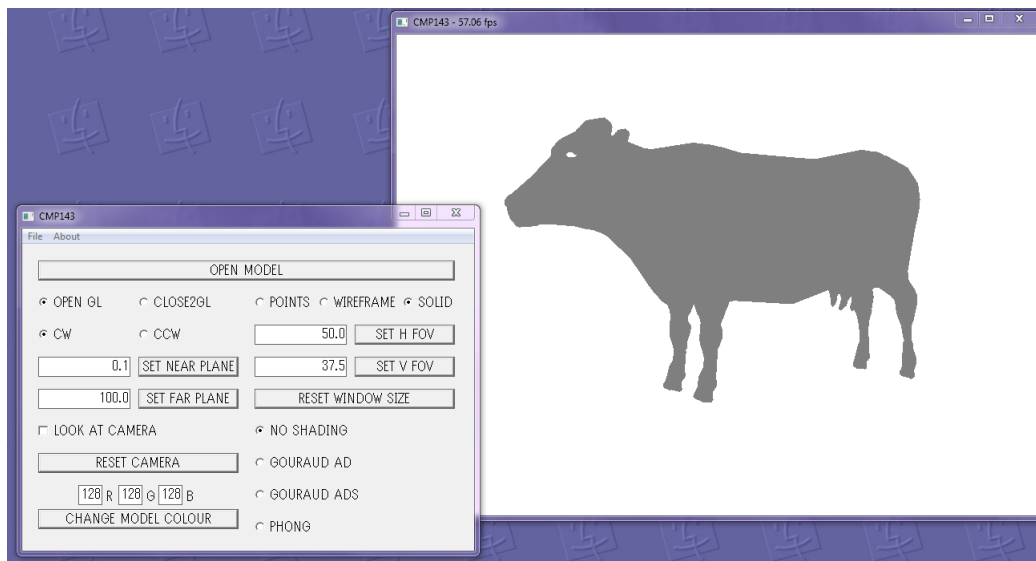 CMP143 - 57.06 fps
CMP143
File About
OPEN MODEL
OPEN GL CLOSE2GL POINTS WIREFRAME SOLID
CW CCW 50.0 SET H FOV
0.1 SET NEAR PLANE 37.5 SET V FOV
100.0 SET FAR PLANE RESET WINDOW SIZE
LOOK AT CAMERA NO SHADING
RESET CAMERA GOURAUD AD
128 R 128 G 128 B GOURAUD ADS
CHANGE MODEL COLOUR PHONG